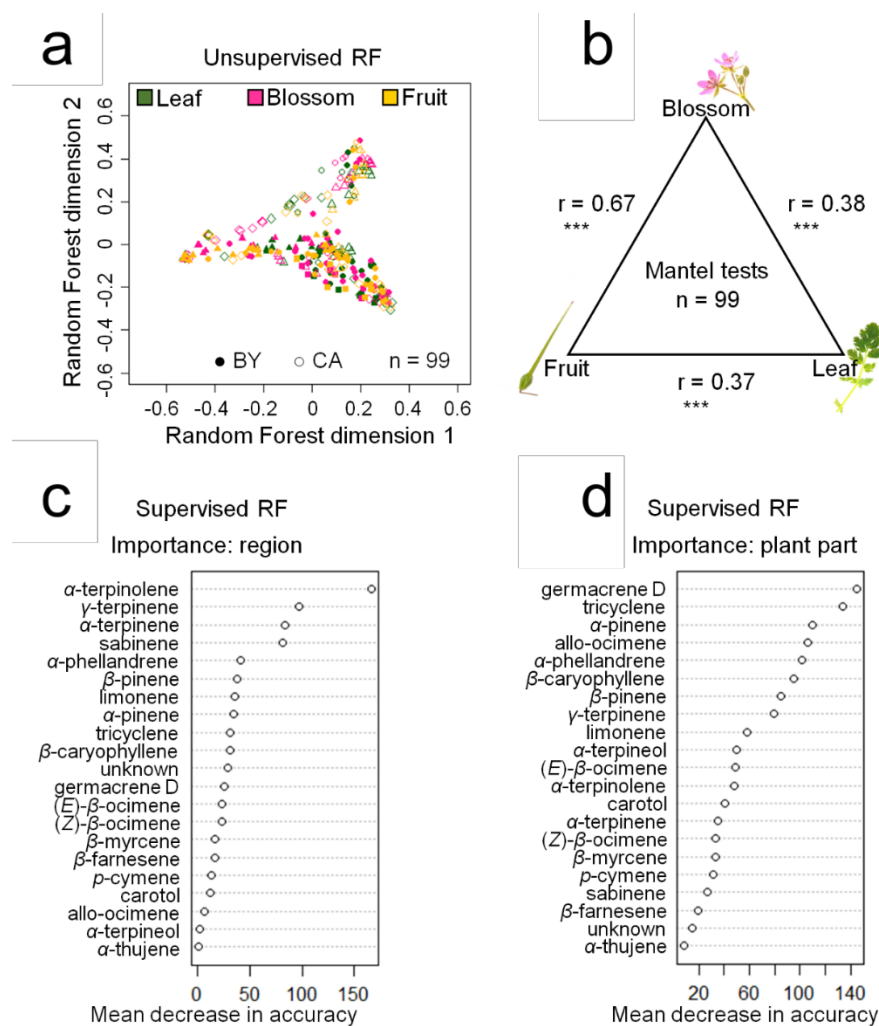 a
Unsupervised RF
Leaf Blossom Fruit
Random Forest dimension 2
0.6
0.4
0.2
0
-0.2
-0.4
-0.6
BY CA n = 99
-0.6 -0.4 -0.2 0 0.2 0.4 0.6
Random Forest dimension 1
b
Blossom
r = 0.67
***
r = 0.38
***
Mantel tests
n = 99
Fruit
Leaf
r = 0.37
***
c
Supervised RF
Importance: region
α-terpinolene
γ-terpinene
α-terpinene
sabinene
α-phellandrene
β-pinene
limonene
α-pinene
tricyclene
β-caryophyllene
unknown
germacrene D
(E)-β-ocimene
(Z)-β-ocimene
β-myrcene
β-farnesene
p-cymene
carotol
allo-ocimene
α-terpineol
α-thujene
0 50 100 150
Mean decrease in accuracy
d
Supervised RF
Importance: plant part
germacrene D
tricyclene
α-pinene
allo-ocimene
α-phellandrene
β-caryophyllene
β-pinene
γ-terpinene
limonene
α-terpineol
(E)-β-ocimene
α-terpinolene
carotol
α-terpinene
(Z)-β-ocimene
β-myrcene
p-cymene
sabinene
β-farnesene
unknown
α-thujene
20 60 100 140
Mean decrease in accuracy